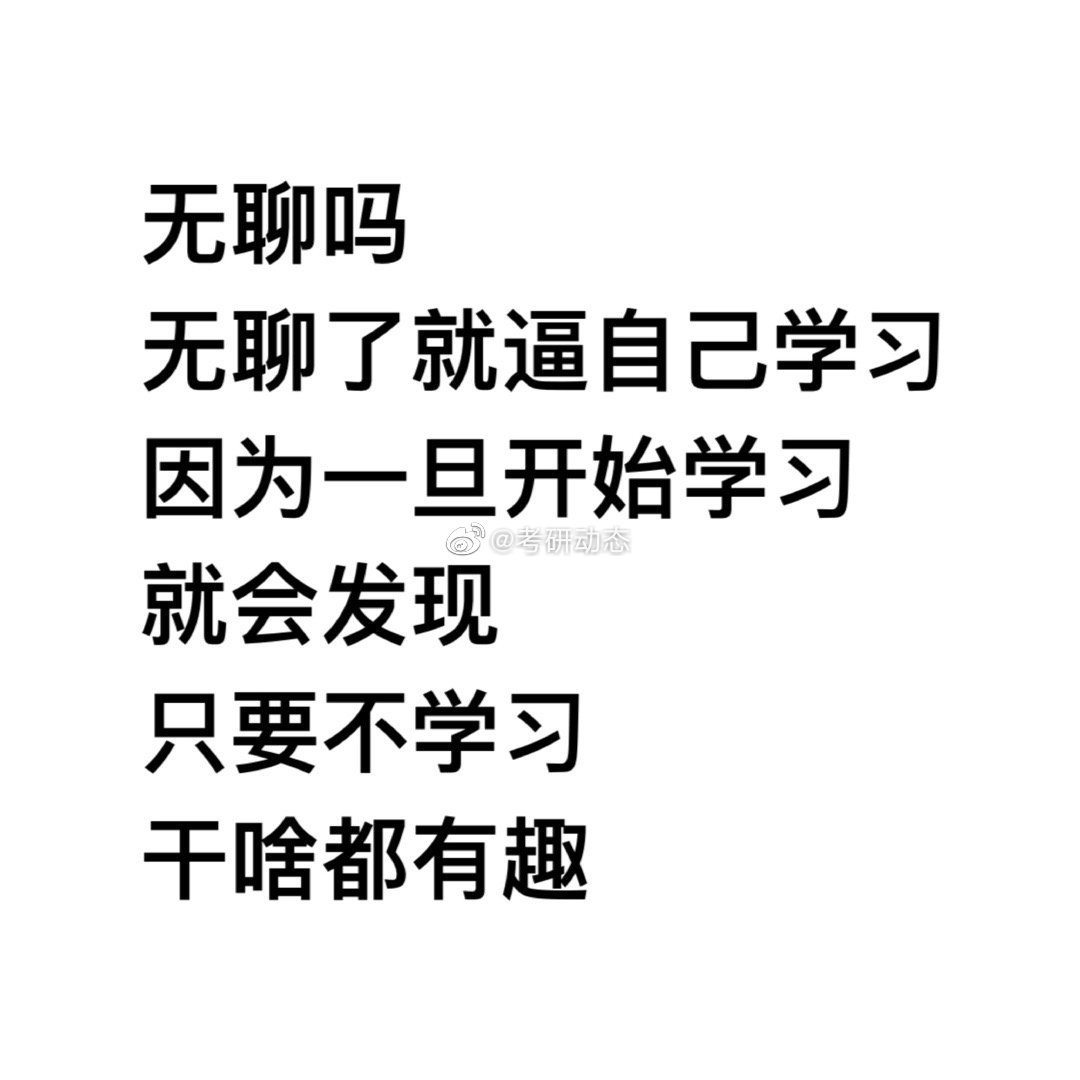 无聊吗
无聊了就逼自己学习
因为一旦开始学习
@考研动态
就会发现
只要不学习
干啥都有趣